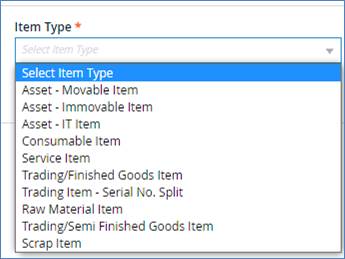 Item Type *
Select Item Type
Select Item Type
Asset - Movable Item
Asset - Immovable Item
Asset - IT Item
Consumable Item
Service Item
Trading/Finished Goods Item
Trading Item - Serial No. Split
Raw Material Item
Trading/Semi Finished Goods Item
Scrap Item